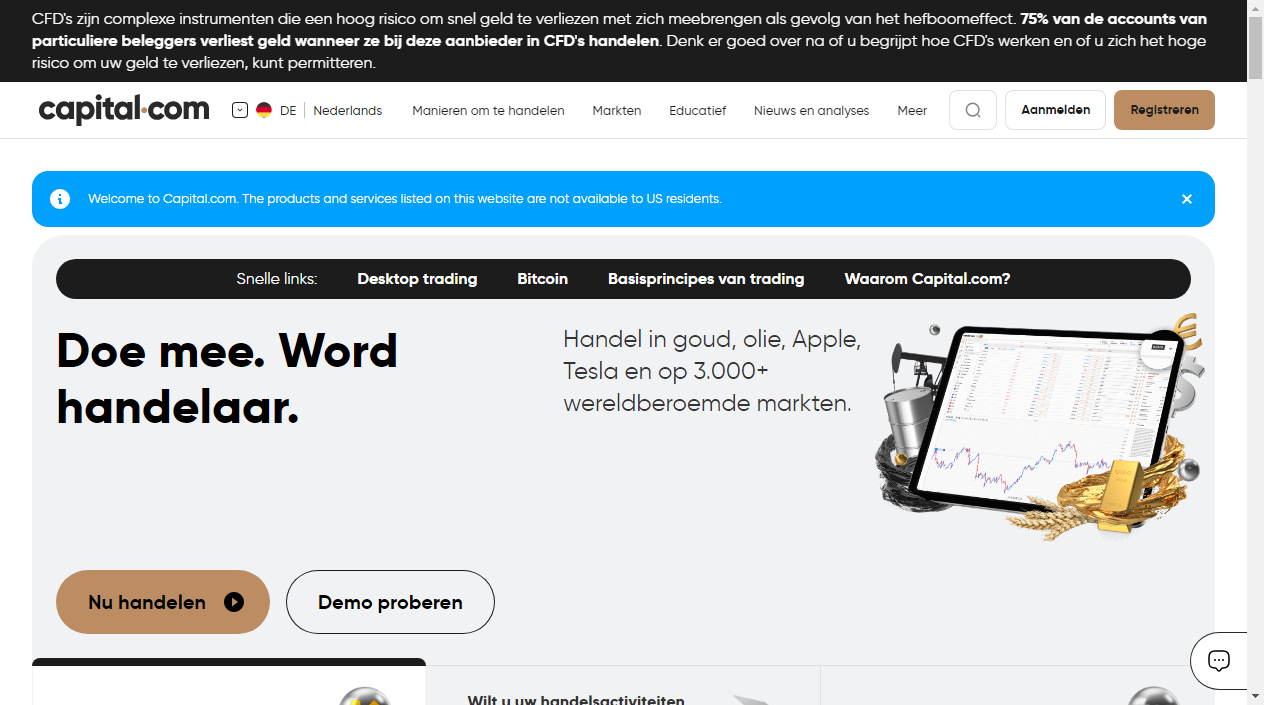 CFD's zijn complexe instrumenten die een hoog risico om snel geld te verliezen met zich meebrengen als gevolg van het hefboomeffect. 75% van de accounts van
particuliere beleggers verliest geld wanneer ze bij deze aanbieder in CFD's handelen. Denk er goed over na of u begrijpt hoe CFD's werken en of u zich het hoge
risico om uw geld te verliezen, kunt permitteren.
capital.com
DE
Nederlands
Manieren om te handelen
Markten
Educatief
Nieuws en analyses
Meer
Aanmelden
Registreren
Welcome to Capital.com. The products and services listed on this website are not available to US residents.
Snelle links:
Desktop trading
Bitcoin
Basisprincipes van trading
Waarom Capital.com?
Doe mee. Word
handelaar.
Handel in goud, olie, Apple,
Tesla en op 3.000+
wereldberoemde markten.
Nu handelen
Demo proberen
Wilt u uw handelsactiviteiten